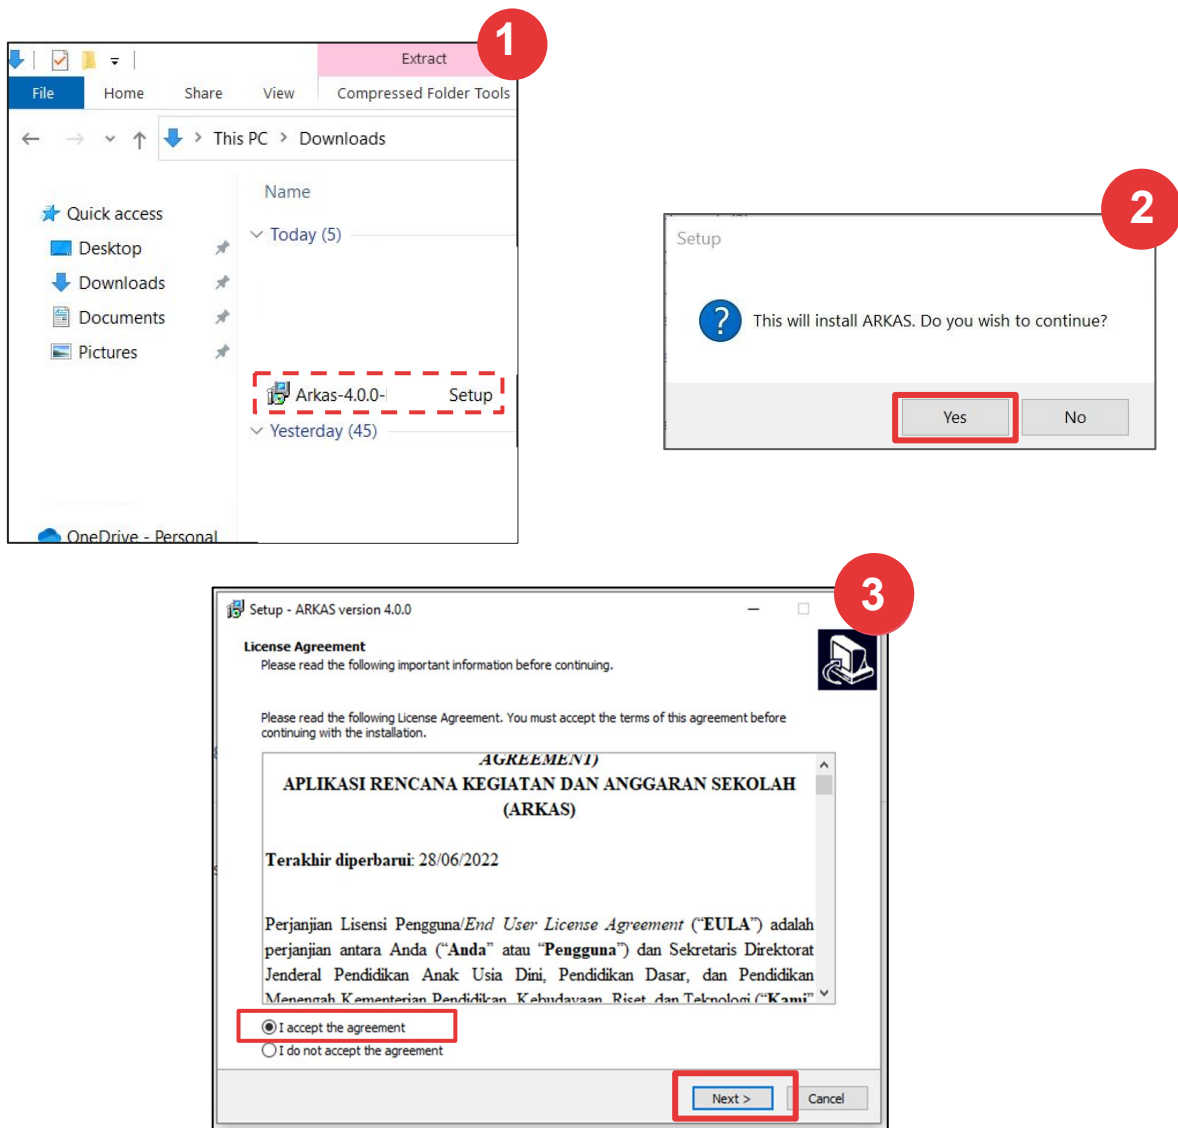 1
Extract
File Home Share View Compressed Folder Tools
This PC > Downloads
Name
Quick access
Today (5)
Desktop
Downloads
Documents
Pictures
Arkas-4.0.0- Setup
Yesterday (45)
OneDrive - Personal
2
Setup
This will install ARKAS. Do you wish to continue?
Yes No
3
Setup - ARKAS version 4.0.0
License Agreement
Please read the following important information before continuing.
Please read the following License Agreement. You must accept the terms of this agreement before
continuing with the installation.
AGREEMENT)
APLIKASI RENCANA KEGIATAN DAN ANGGARAN SEKOLAH
(ARKAS)
Terakhir diperbarui: 28/06/2022
Perjanjian Lisensi Pengguna/End User License Agreement (“EULA”) adalah
perjanjian antara Anda (“Anda” atau “Pengguna”) dan Sekretaris Direktorat
Jenderal Pendidikan Anak Usia Dini, Pendidikan Dasar, dan Pendidikan
Menengah Kementerian Pendidikan, Kebudayaan, Riset, dan Teknologi (“Kami”
I accept the agreement
I do not accept the agreement
Next > Cancel